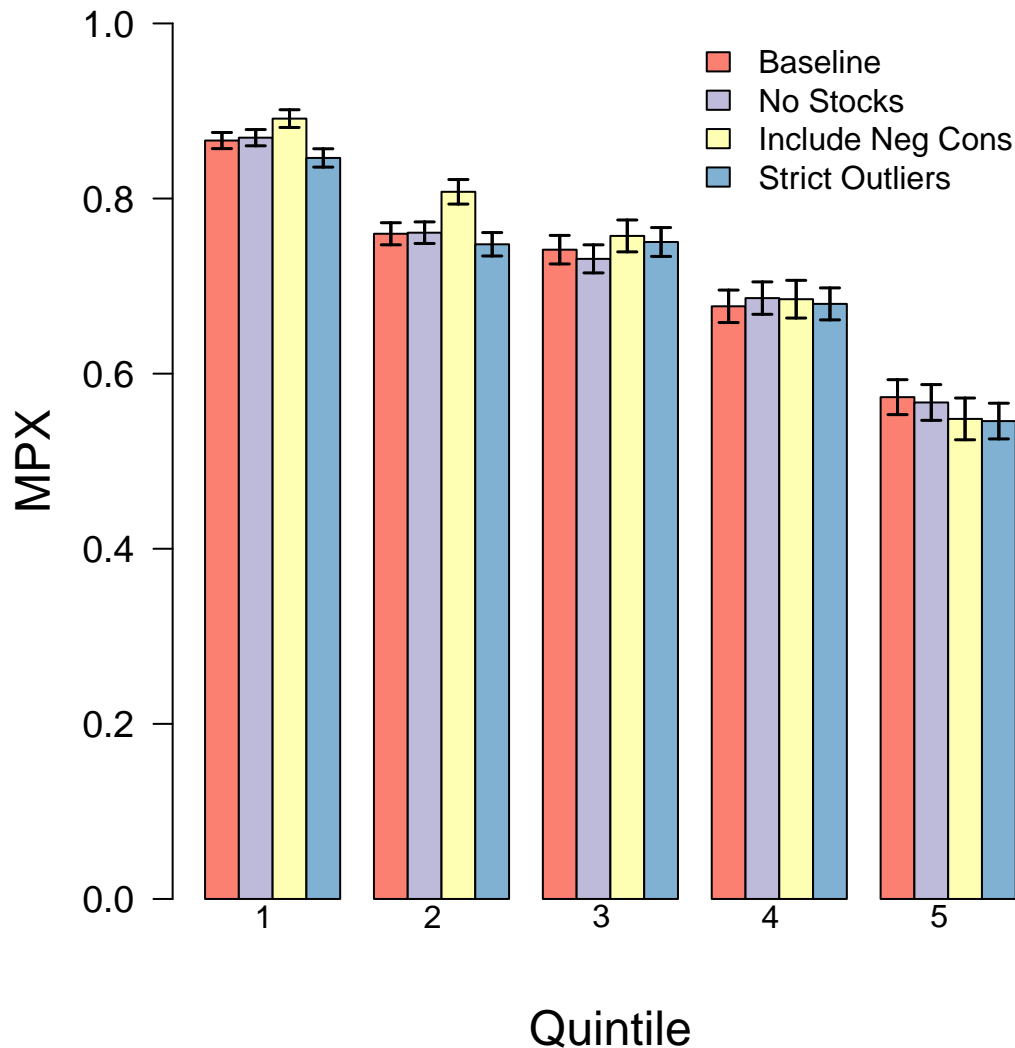 1.0
0.8
0.6
0.4
0.2
0.0
MPX
Baseline
No Stocks
Include Neg Cons
Strict Outliers
1 2 3 4 5
Quintile